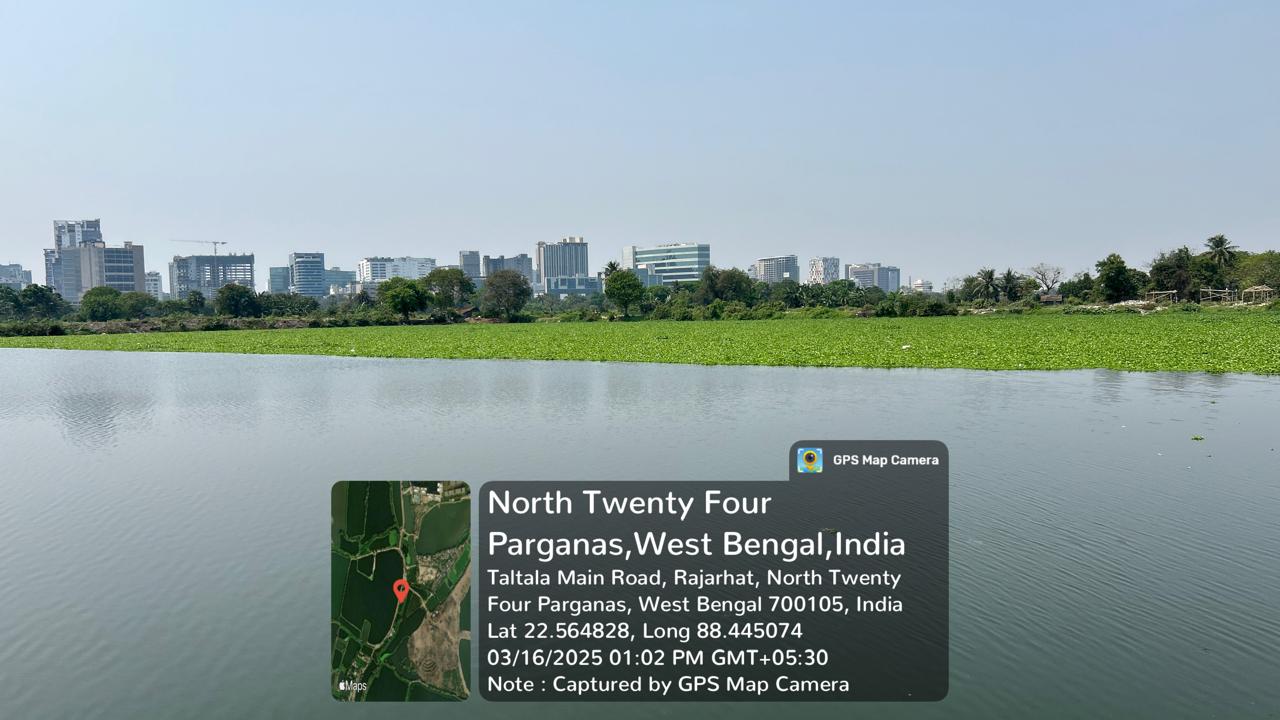 GPS Map Camera
North Twenty Four
Parganas,West Bengal,India
Taltala Main Road, Rajarhat, North Twenty
Four Parganas, West Bengal 700105, India
Lat 22.564828, Long 88.445074
03/16/2025 01:02 PM GMT+05:30
Note : Captured by GPS Map Camera
Maps